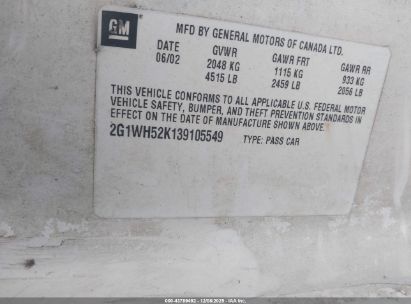 GM
MFD BY GENERAL MOTORS OF CANADA LTD.
DATE GVWR GAWR FRT GAWR RR
06/02 2048 KG 1115 KG 933 KG
4515 LB 2459 LB 2056 LB
THIS VEHICLE CONFORMS TO ALL APPLICABLE U.S. FEDERAL MOTOR
VEHICLE SAFETY, BUMPER, AND THEFT PREVENTION STANDARDS IN
EFFECT ON THE DATE OF MANUFACTURE SHOWN ABOVE.
2G1WH52K139105549 TYPE: PASS CAR